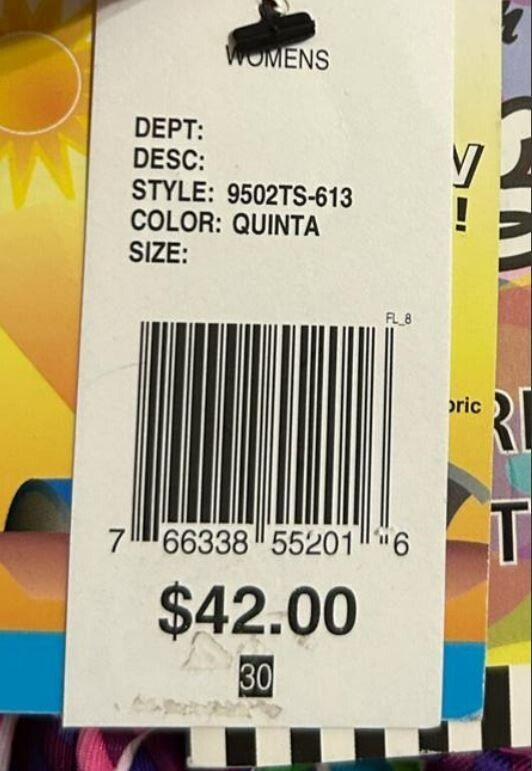 WOMENS
DEPT:
DESC:
STYLE: 9502TS-613
COLOR: QUINTA
SIZE:
FL_8
7 66338 55201 6
$42.00
30